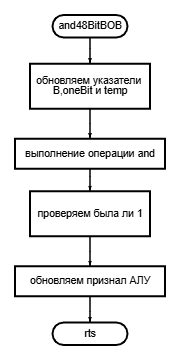 and48BitBOB
обновляем указатели
B,oneBit и temp
выполнение операции and
проверяем была ли 1
обновляем признал АЛУ
rts